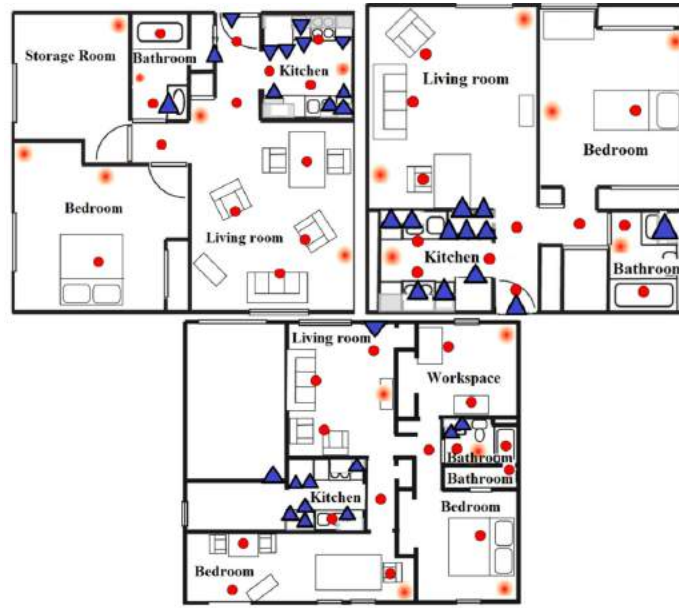 Storage Room
Bathroom
Kitchen
Bedroom
Living room
Living room
Bedroom
Kitchen
Bathroom
Living room
Workspace
Bathroom
Bathroom
Kitchen
Bedroom
Bedroom